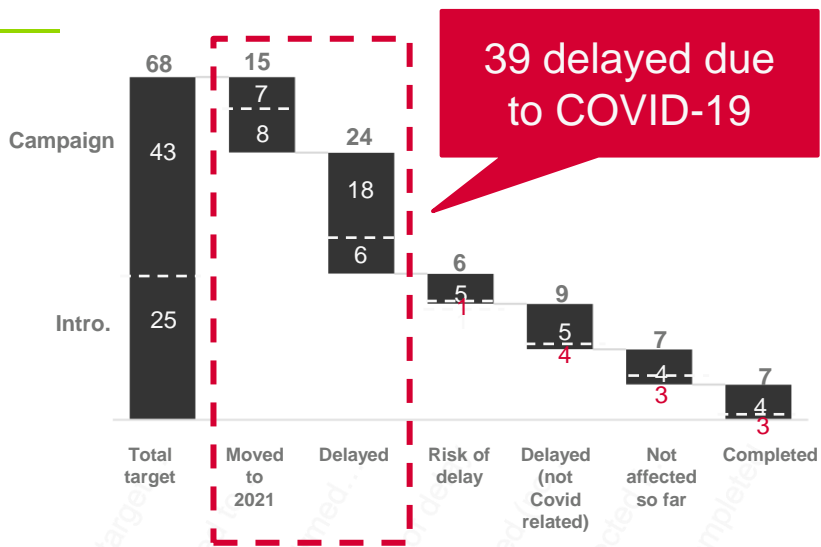 39 delayed due
to COVID-19
68
15
7
8
24
18
6
6
5
1
9
5
4
7
4
3
7
4
3
Campaign
43
Intro.
25
Total
target
Moved
to
2021
Delayed
Risk of
delay
Delayed
(not
Covid
related)
Not
affected
so far
Completed